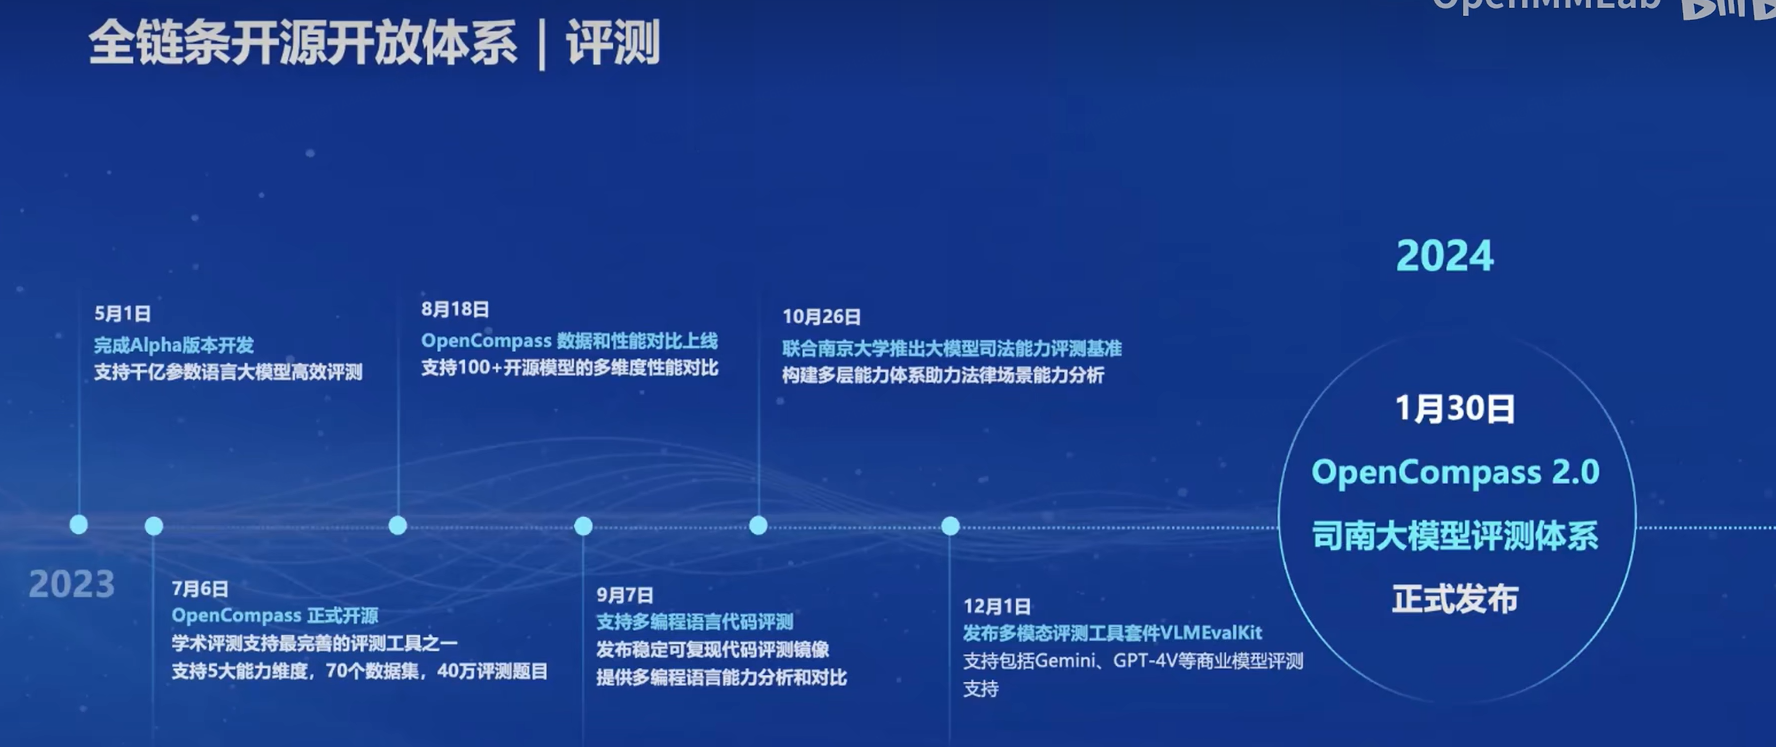 OpenMMLab
全链条开源开放体系｜评测
2024
5月1日
完成Alpha版本开发
支持千亿参数语言大模型高效评测
8月18日
OpenCompass 数据和性能对比上线
支持100+开源模型的多维度性能对比
10月26日
联合南京大学推出大模型司法能力评测基准
构建多层能力体系助力法律场景能力分析
1月30日
OpenCompass 2.0
司南大模型评测体系
正式发布
2023
7月6日
OpenCompass 正式开源
学术评测支持最完善的评测工具之一
支持5大能力维度，70个数据集，40万评测题目
9月7日
支持多编程语言代码评测
发布稳定可复现代码评测镜像
提供多编程语言能力分析和对比
12月1日
发布多模态评测工具套件VLMEvalKit
支持包括Gemini、GPT-4V等商业模型评测
支持